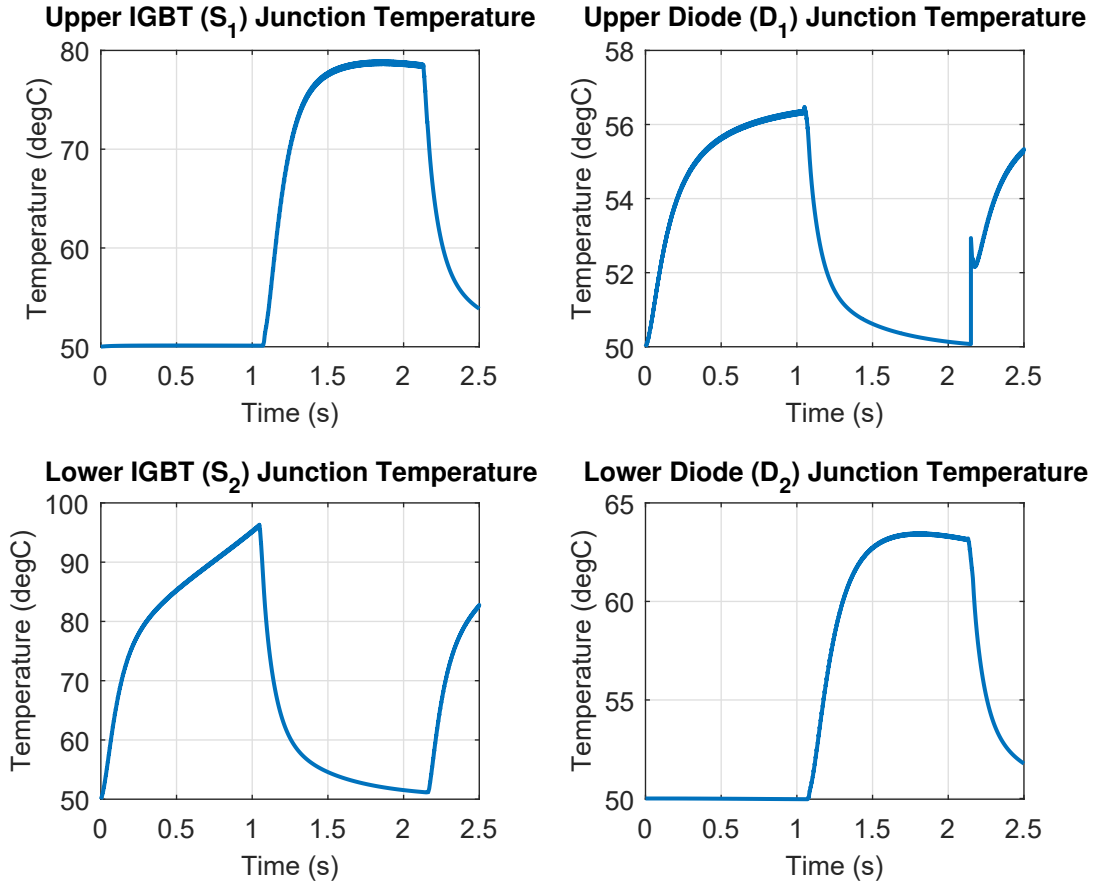 Upper IGBT (S₁) Junction Temperature
Temperature (degC)
80
70
60
50
0 0.5 1 1.5 2 2.5
Time (s)
Upper Diode (D₁) Junction Temperature
Temperature (degC)
58
56
54
52
50
0 0.5 1 1.5 2 2.5
Time (s)
Lower IGBT (S₂) Junction Temperature
Temperature (degC)
100
90
80
70
60
50
0 0.5 1 1.5 2 2.5
Time (s)
Lower Diode (D₂) Junction Temperature
Temperature (degC)
65
60
55
50
0 0.5 1 1.5 2 2.5
Time (s)